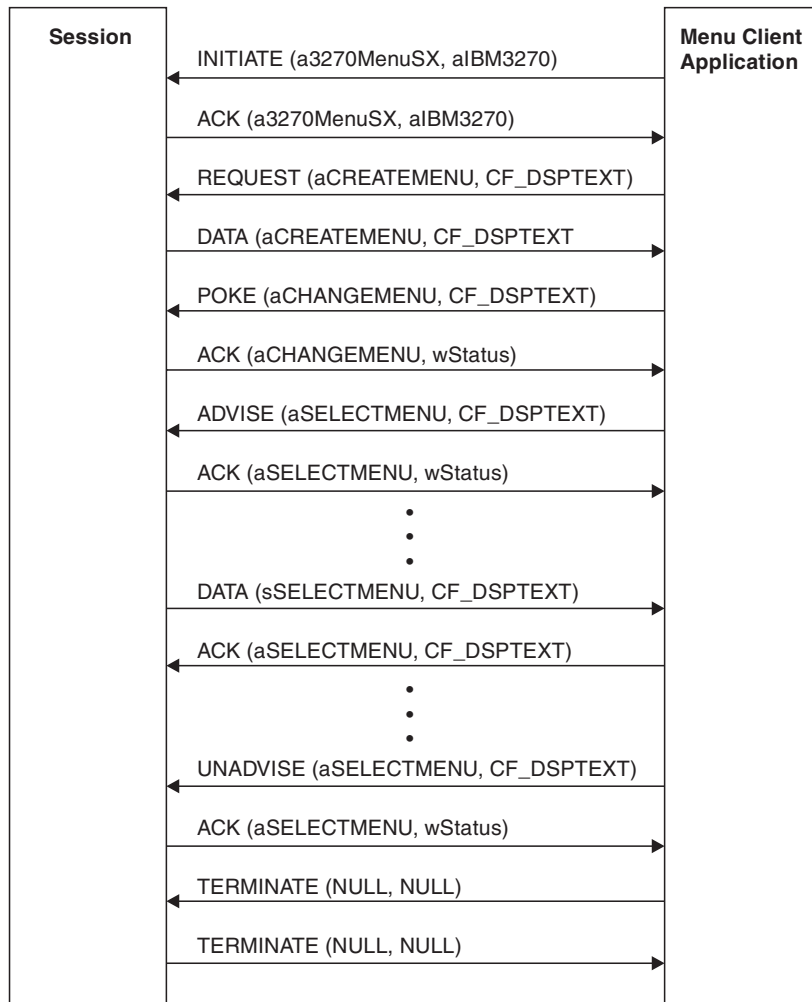 Session
Menu Client
Application
INITIATE (a3270MenuSX, aIBM3270)
ACK (a3270MenuSX, aIBM3270)
REQUEST (aCREATEMENU, CF_DSPTEXT)
DATA (aCREATEMENU, CF_DSPTEXT
POKE (aCHANGEMENU, CF_DSPTEXT)
ACK (aCHANGEMENU, wStatus)
ADVISE (aSELECTMENU, CF_DSPTEXT)
ACK (aSELECTMENU, wStatus)
DATA (sSELECTMENU, CF_DSPTEXT)
ACK (aSELECTMENU, CF_DSPTEXT)
UNADVISE (aSELECTMENU, CF_DSPTEXT)
ACK (aSELECTMENU, wStatus)
TERMINATE (NULL, NULL)
TERMINATE (NULL, NULL)